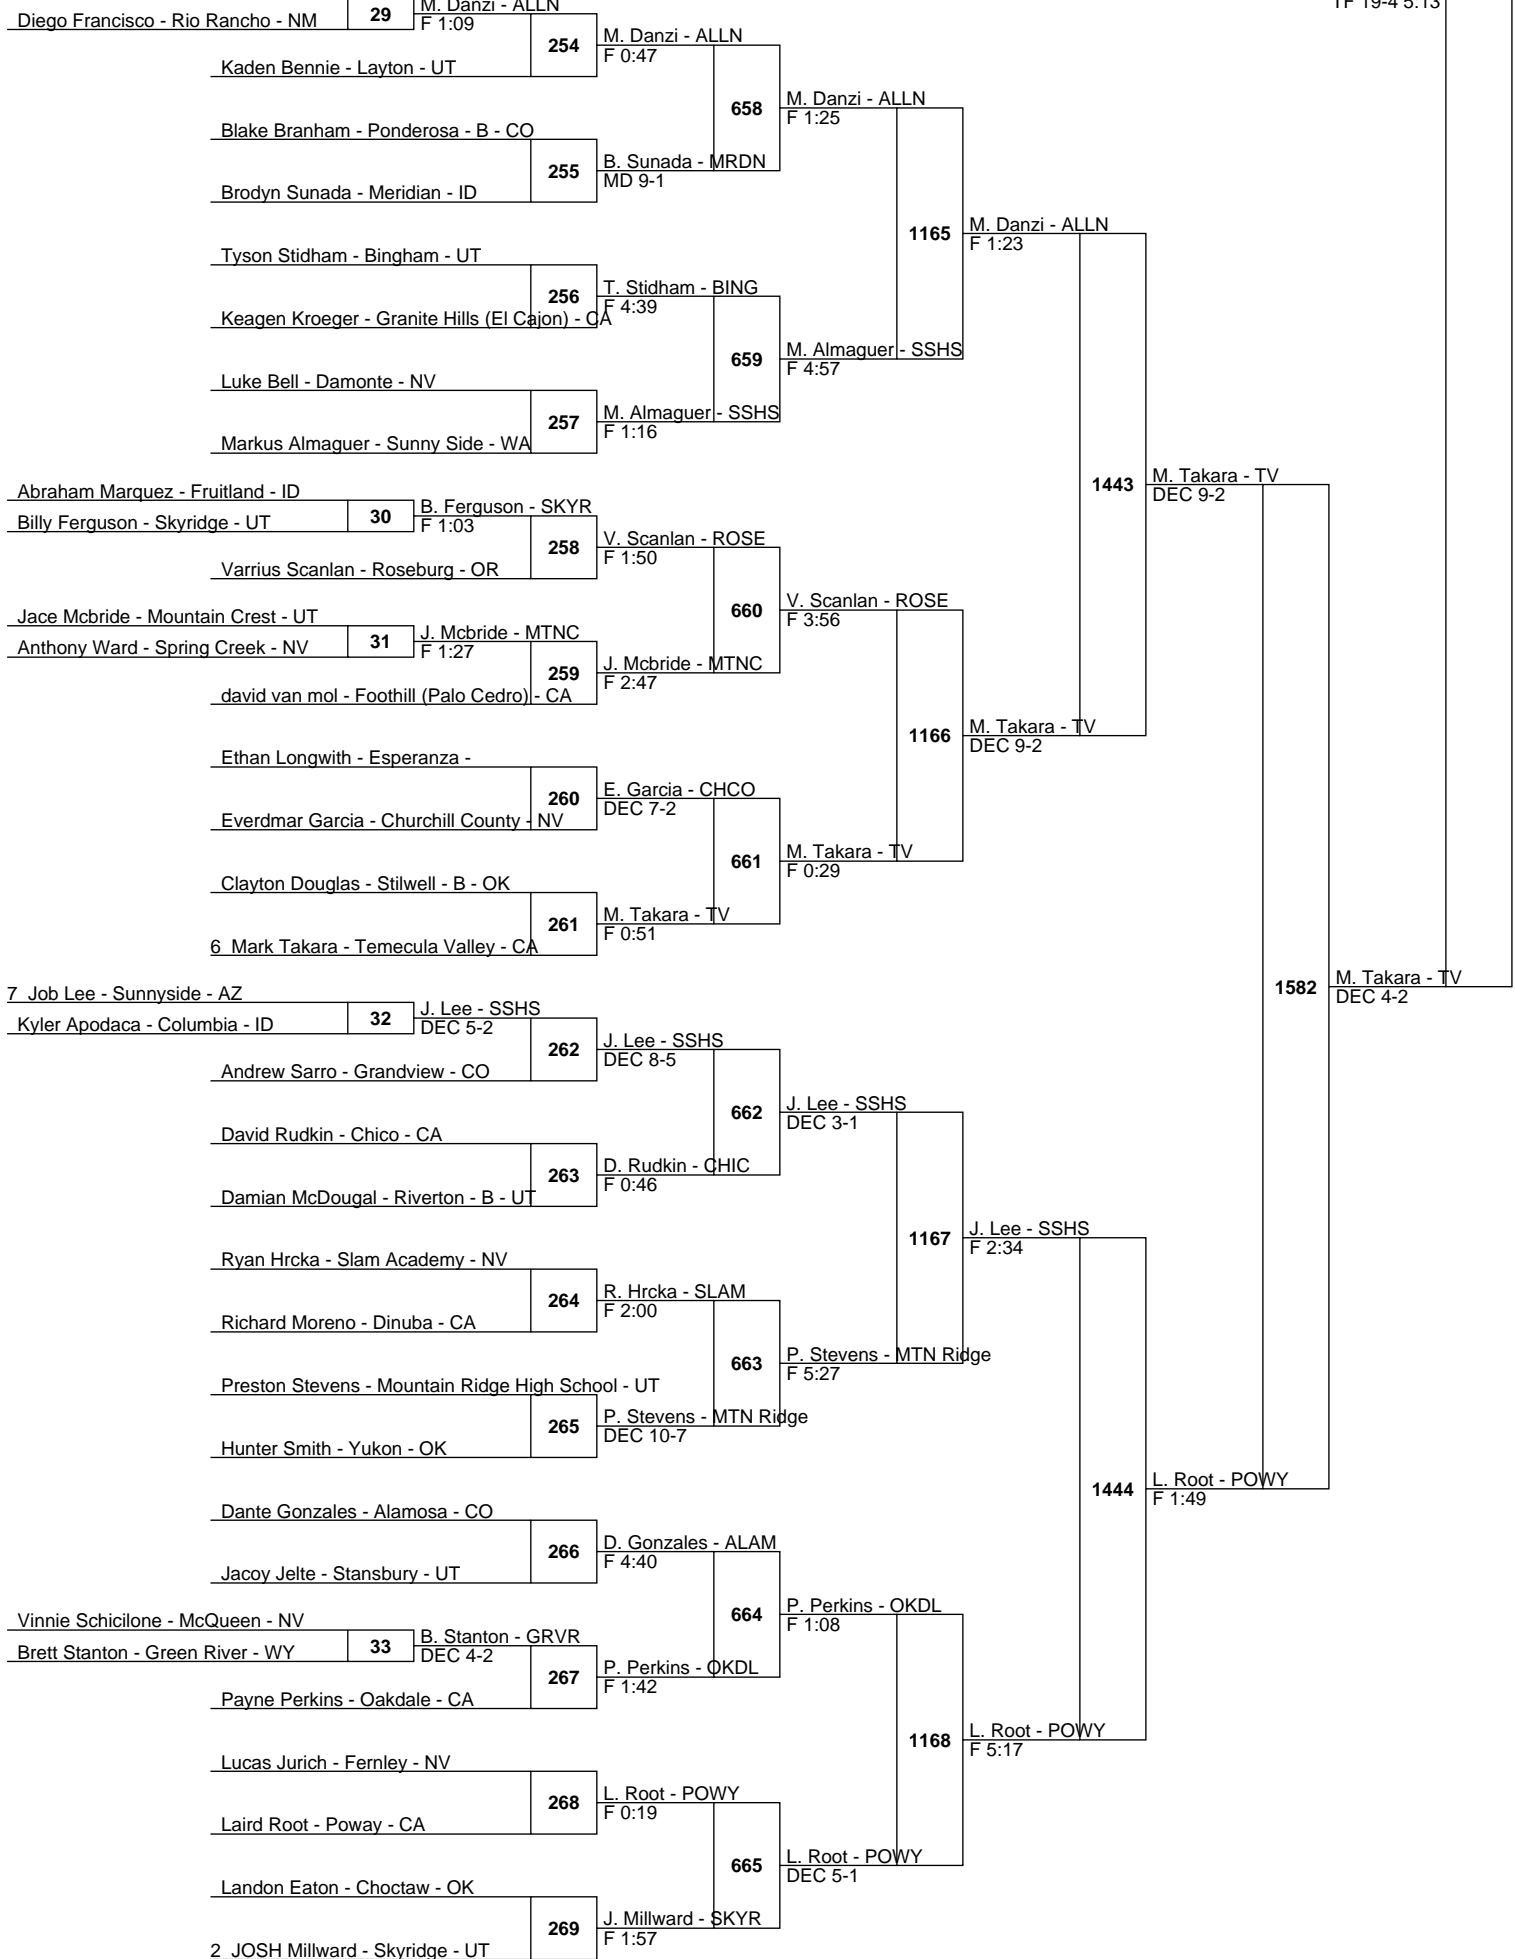 M. Danzi - ALLN
TF 19-4 5:13
Diego Francisco - Rio Rancho - NM
29
F 1:09
M. Danzi - ALLN
254
F 0:47
Kaden Bennie - Layton - UT
M. Danzi - ALLN
658
F 1:25
Blake Branham - Ponderosa - B - CO
B. Sunada - MRDN
255
MD 9-1
Brodyn Sunada - Meridian - ID
M. Danzi - ALLN
1165
F 1:23
Tyson Stidham - Bingham - UT
T. Stidham - BING
256
F 4:39
Keagen Kroeger - Granite Hills (El Cajon) - CA
M. Almaguer - SSHS
659
F 4:57
Luke Bell - Damonte - NV
M. Almaguer - SSHS
257
F 1:16
Markus Almaguer - Sunny Side - WA
M. Takara - TV
1443
DEC 9-2
Abraham Marquez - Fruitland - ID
B. Ferguson - SKYR
30
Billy Ferguson - Skyridge - UT
F 1:03
V. Scanlan - ROSE
258
F 1:50
Varrius Scanlan - Roseburg - OR
V. Scanlan - ROSE
660
F 3:56
Jace Mcbride - Mountain Crest - UT
J. Mcbride - MTNC
31
Anthony Ward - Spring Creek - NV
F 1:27
J. Mcbride - MTNC
259
F 2:47
david van mol - Foothill (Palo Cedro) - CA
M. Takara - TV
1166
DEC 9-2
Ethan Longwith - Esperanza -
E. Garcia - CHCO
260
DEC 7-2
Everdmar Garcia - Churchill County - NV
M. Takara - TV
661
F 0:29
Clayton Douglas - Stilwell - B - OK
M. Takara - TV
261
F 0:51
6 Mark Takara - Temecula Valley - CA
M. Takara - TV
1582
DEC 4-2
7 Job Lee - Sunnyside - AZ
J. Lee - SSHS
32
Kyler Apodaca - Columbia - ID
DEC 5-2
J. Lee - SSHS
262
DEC 8-5
Andrew Sarro - Grandview - CO
J. Lee - SSHS
662
DEC 3-1
David Rudkin - Chico - CA
D. Rudkin - CHIC
263
F 0:46
Damian McDougal - Riverton - B - UT
J. Lee - SSHS
1167
F 2:34
Ryan Hrcka - Slam Academy - NV
R. Hrcka - SLAM
264
F 2:00
Richard Moreno - Dinuba - CA
P. Stevens - MTN Ridge
663
F 5:27
Preston Stevens - Mountain Ridge High School - UT
P. Stevens - MTN Ridge
265
DEC 10-7
Hunter Smith - Yukon - OK
L. Root - POWY
1444
F 1:49
Dante Gonzales - Alamosa - CO
D. Gonzales - ALAM
266
F 4:40
Jacoy Jelte - Stansbury - UT
P. Perkins - OKDL
664
F 1:08
Vinnie Schicilone - McQueen - NV
B. Stanton - GRVR
33
Brett Stanton - Green River - WY
DEC 4-2
P. Perkins - OKDL
267
F 1:42
Payne Perkins - Oakdale - CA
L. Root - POWY
1168
F 5:17
Lucas Jurich - Fernley - NV
L. Root - POWY
268
F 0:19
Laird Root - Poway - CA
L. Root - POWY
665
DEC 5-1
Landon Eaton - Choctaw - OK
J. Millward - SKYR
269
F 1:57
2 JOSH Millward - Skyridge - UT